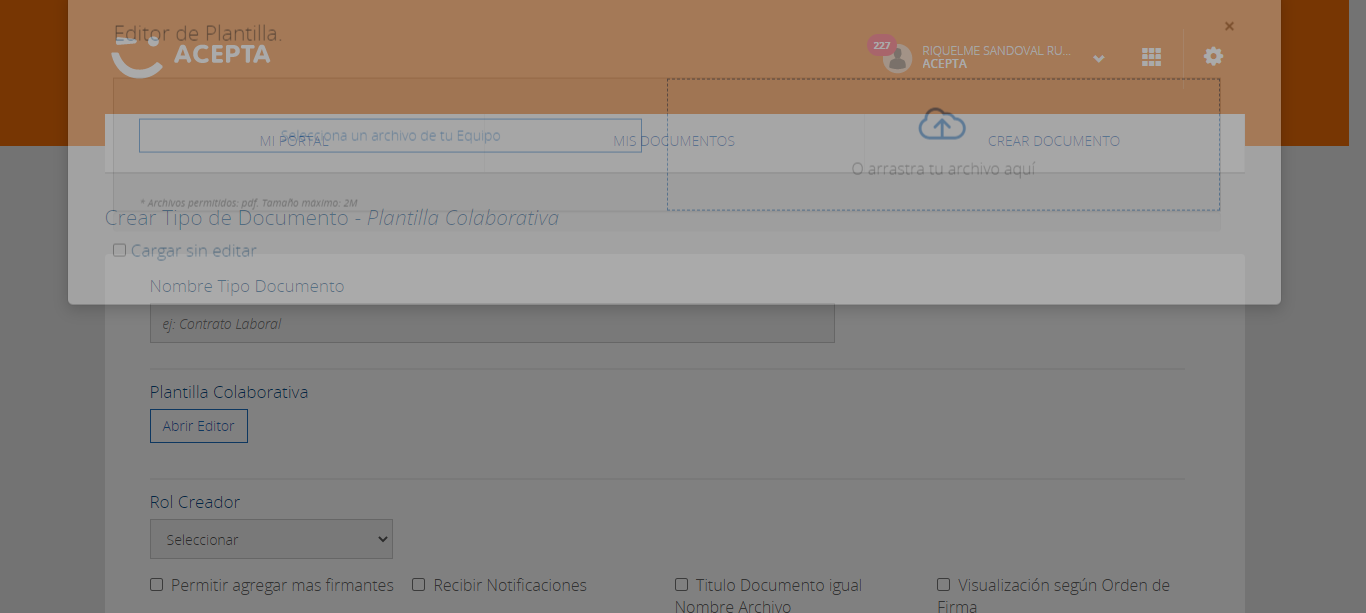 Editor de Plantilla.
×
ACEPTA
227
RIQUELME SANDOVAL RU...
ACEPTA
Selecciona un archivo de tu Equipo
MI PORTAL
MIS DOCUMENTOS
CREAR DOCUMENTO
O arrastra tu archivo aquí
* Archivos permitidos: pdf. Tamaño máximo: 2M
Crear Tipo de Documento - Plantilla Colaborativa
Cargar sin editar
Nombre Tipo Documento
ej: Contrato Laboral
Plantilla Colaborativa
Abrir Editor
Rol Creador
Seleccionar
Permitir agregar mas firmantes
Recibir Notificaciones
Titulo Documento igual
Nombre Archivo
Visualización según Orden de
Firma